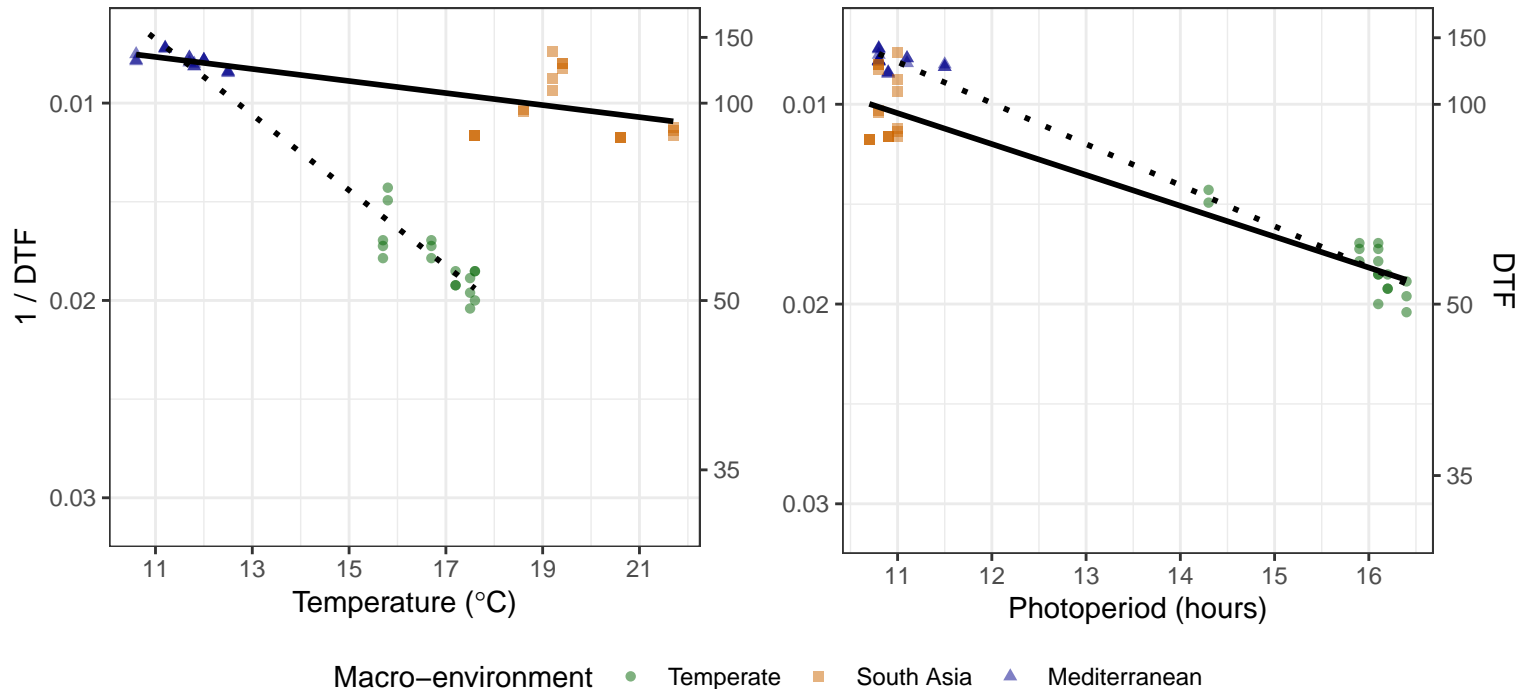 1 / DTF
0.01
0.02
0.03
150
100
50
35
11 13 15 17 19 21
Temperature (°C)
0.01
0.02
0.03
150
100
50
35
DTF
11 12 13 14 15 16
Photoperiod (hours)
Macro−environment Temperate South Asia Mediterranean